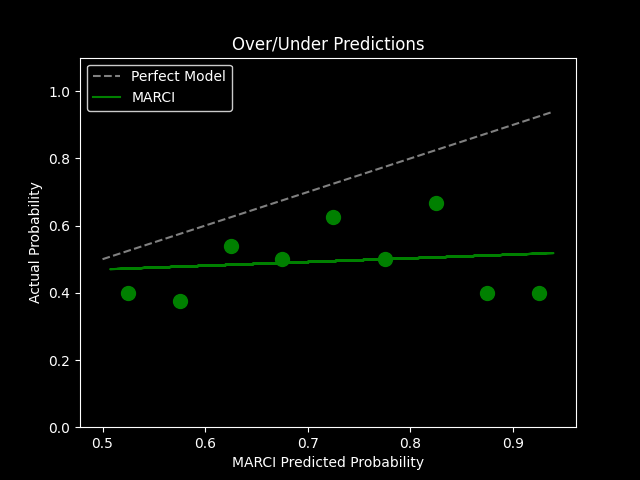 Over/Under Predictions
Perfect Model
MARCI
Actual Probability
1.0
0.8
0.6
0.4
0.2
0.0
0.5 0.6 0.7 0.8 0.9
MARCI Predicted Probability